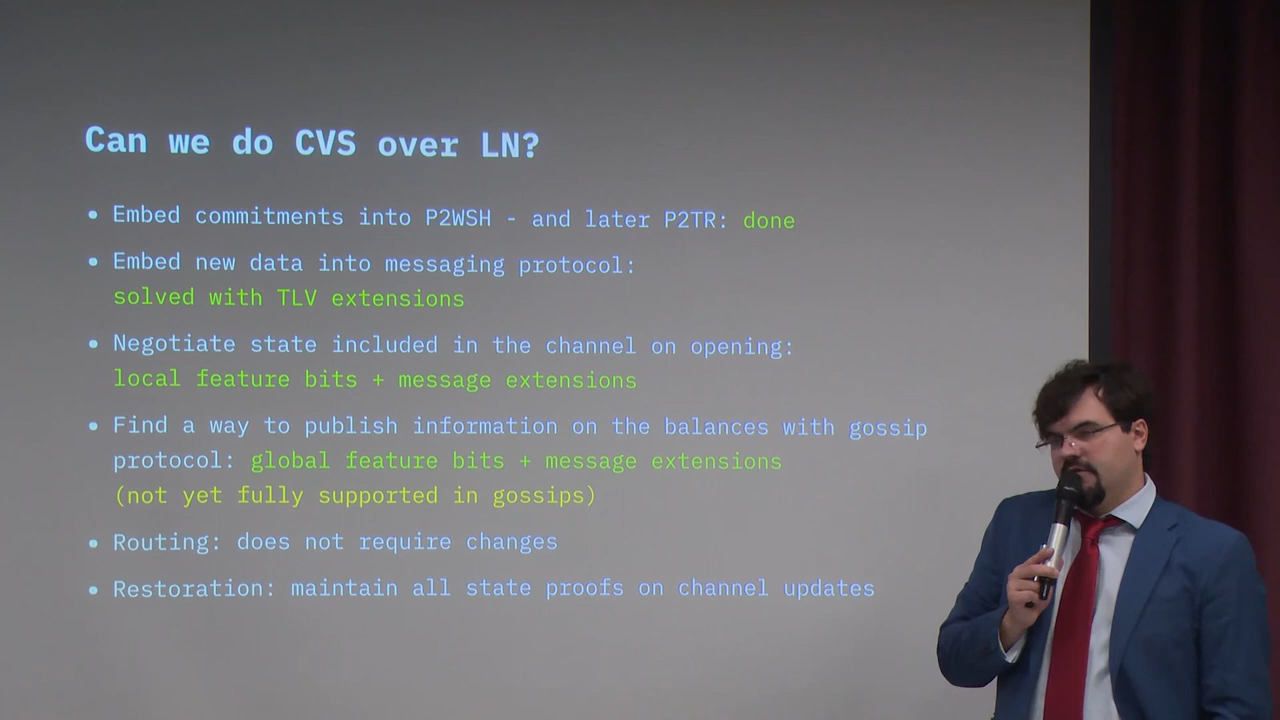 Can we do CVS over LN?
• Embed commitments into P2WSH - and later P2TR: done
• Embed new data into messaging protocol:
solved with TLV extensions
• Negotiate state included in the channel on opening:
local feature bits + message extensions
• Find a way to publish information on the balances with gossip
protocol: global feature bits + message extensions
(not yet fully supported in gossips)
• Routing: does not require changes
• Restoration: maintain all state proofs on channel updates